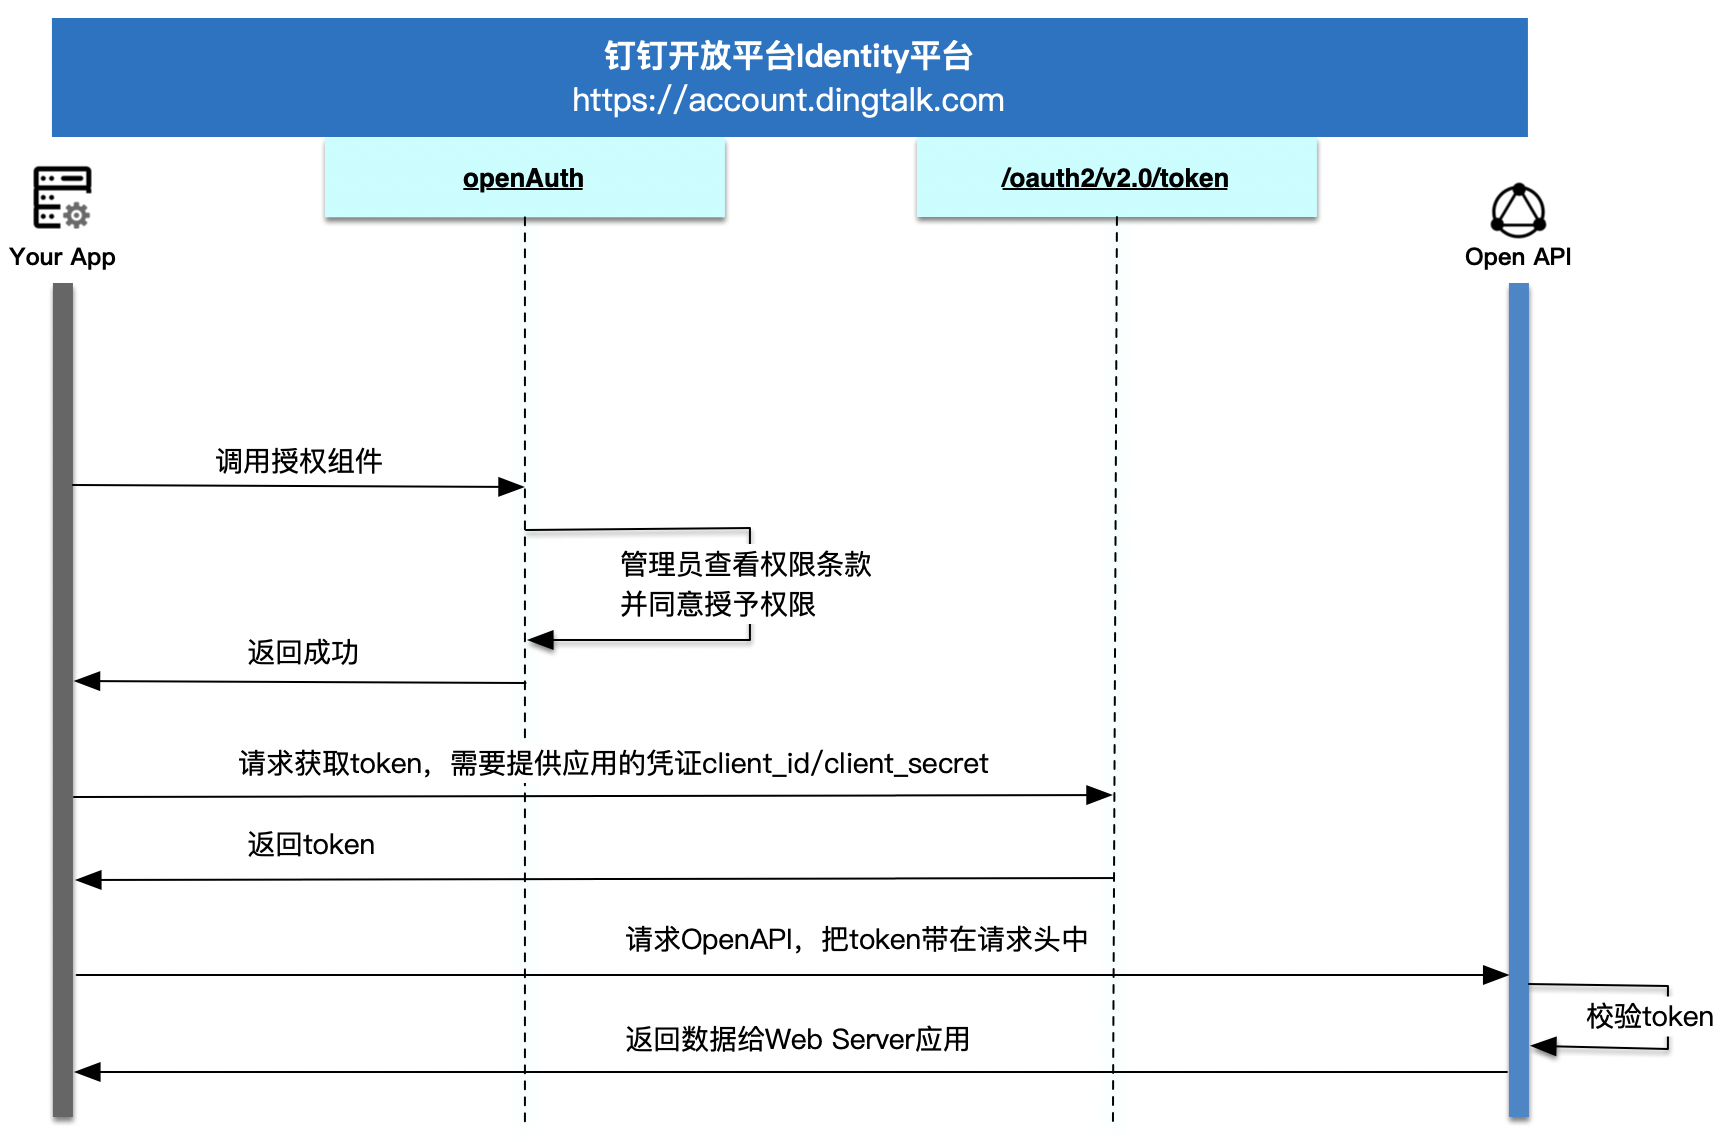 钉钉开放平台Identity平台
https://account.dingtalk.com
openAuth
/oauth2/v2.0/token
Your App
Open API
调用授权组件
管理员查看权限条款
并同意授予权限
返回成功
请求获取token，需要提供应用的凭证client_id/client_secret
返回token
请求OpenAPI，把token带在请求头中
校验token
返回数据给Web Server应用